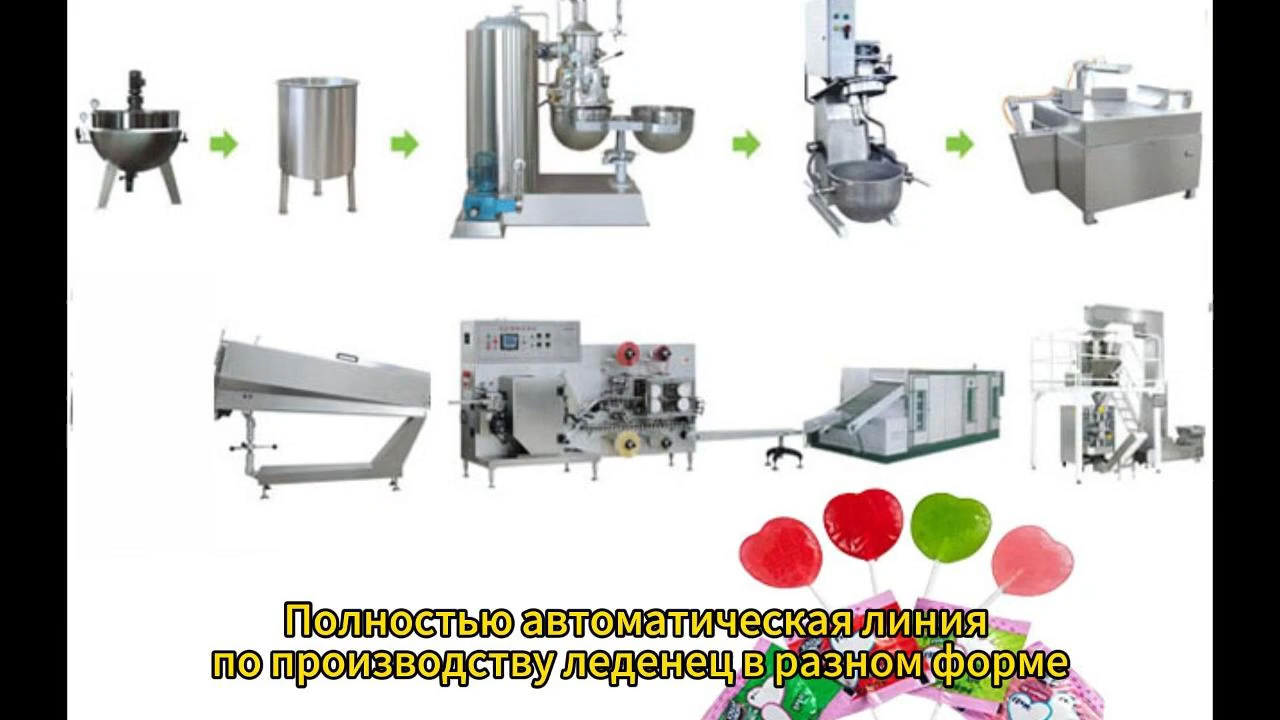 Полностью автоматическая линия
по производству леденец в разном форме